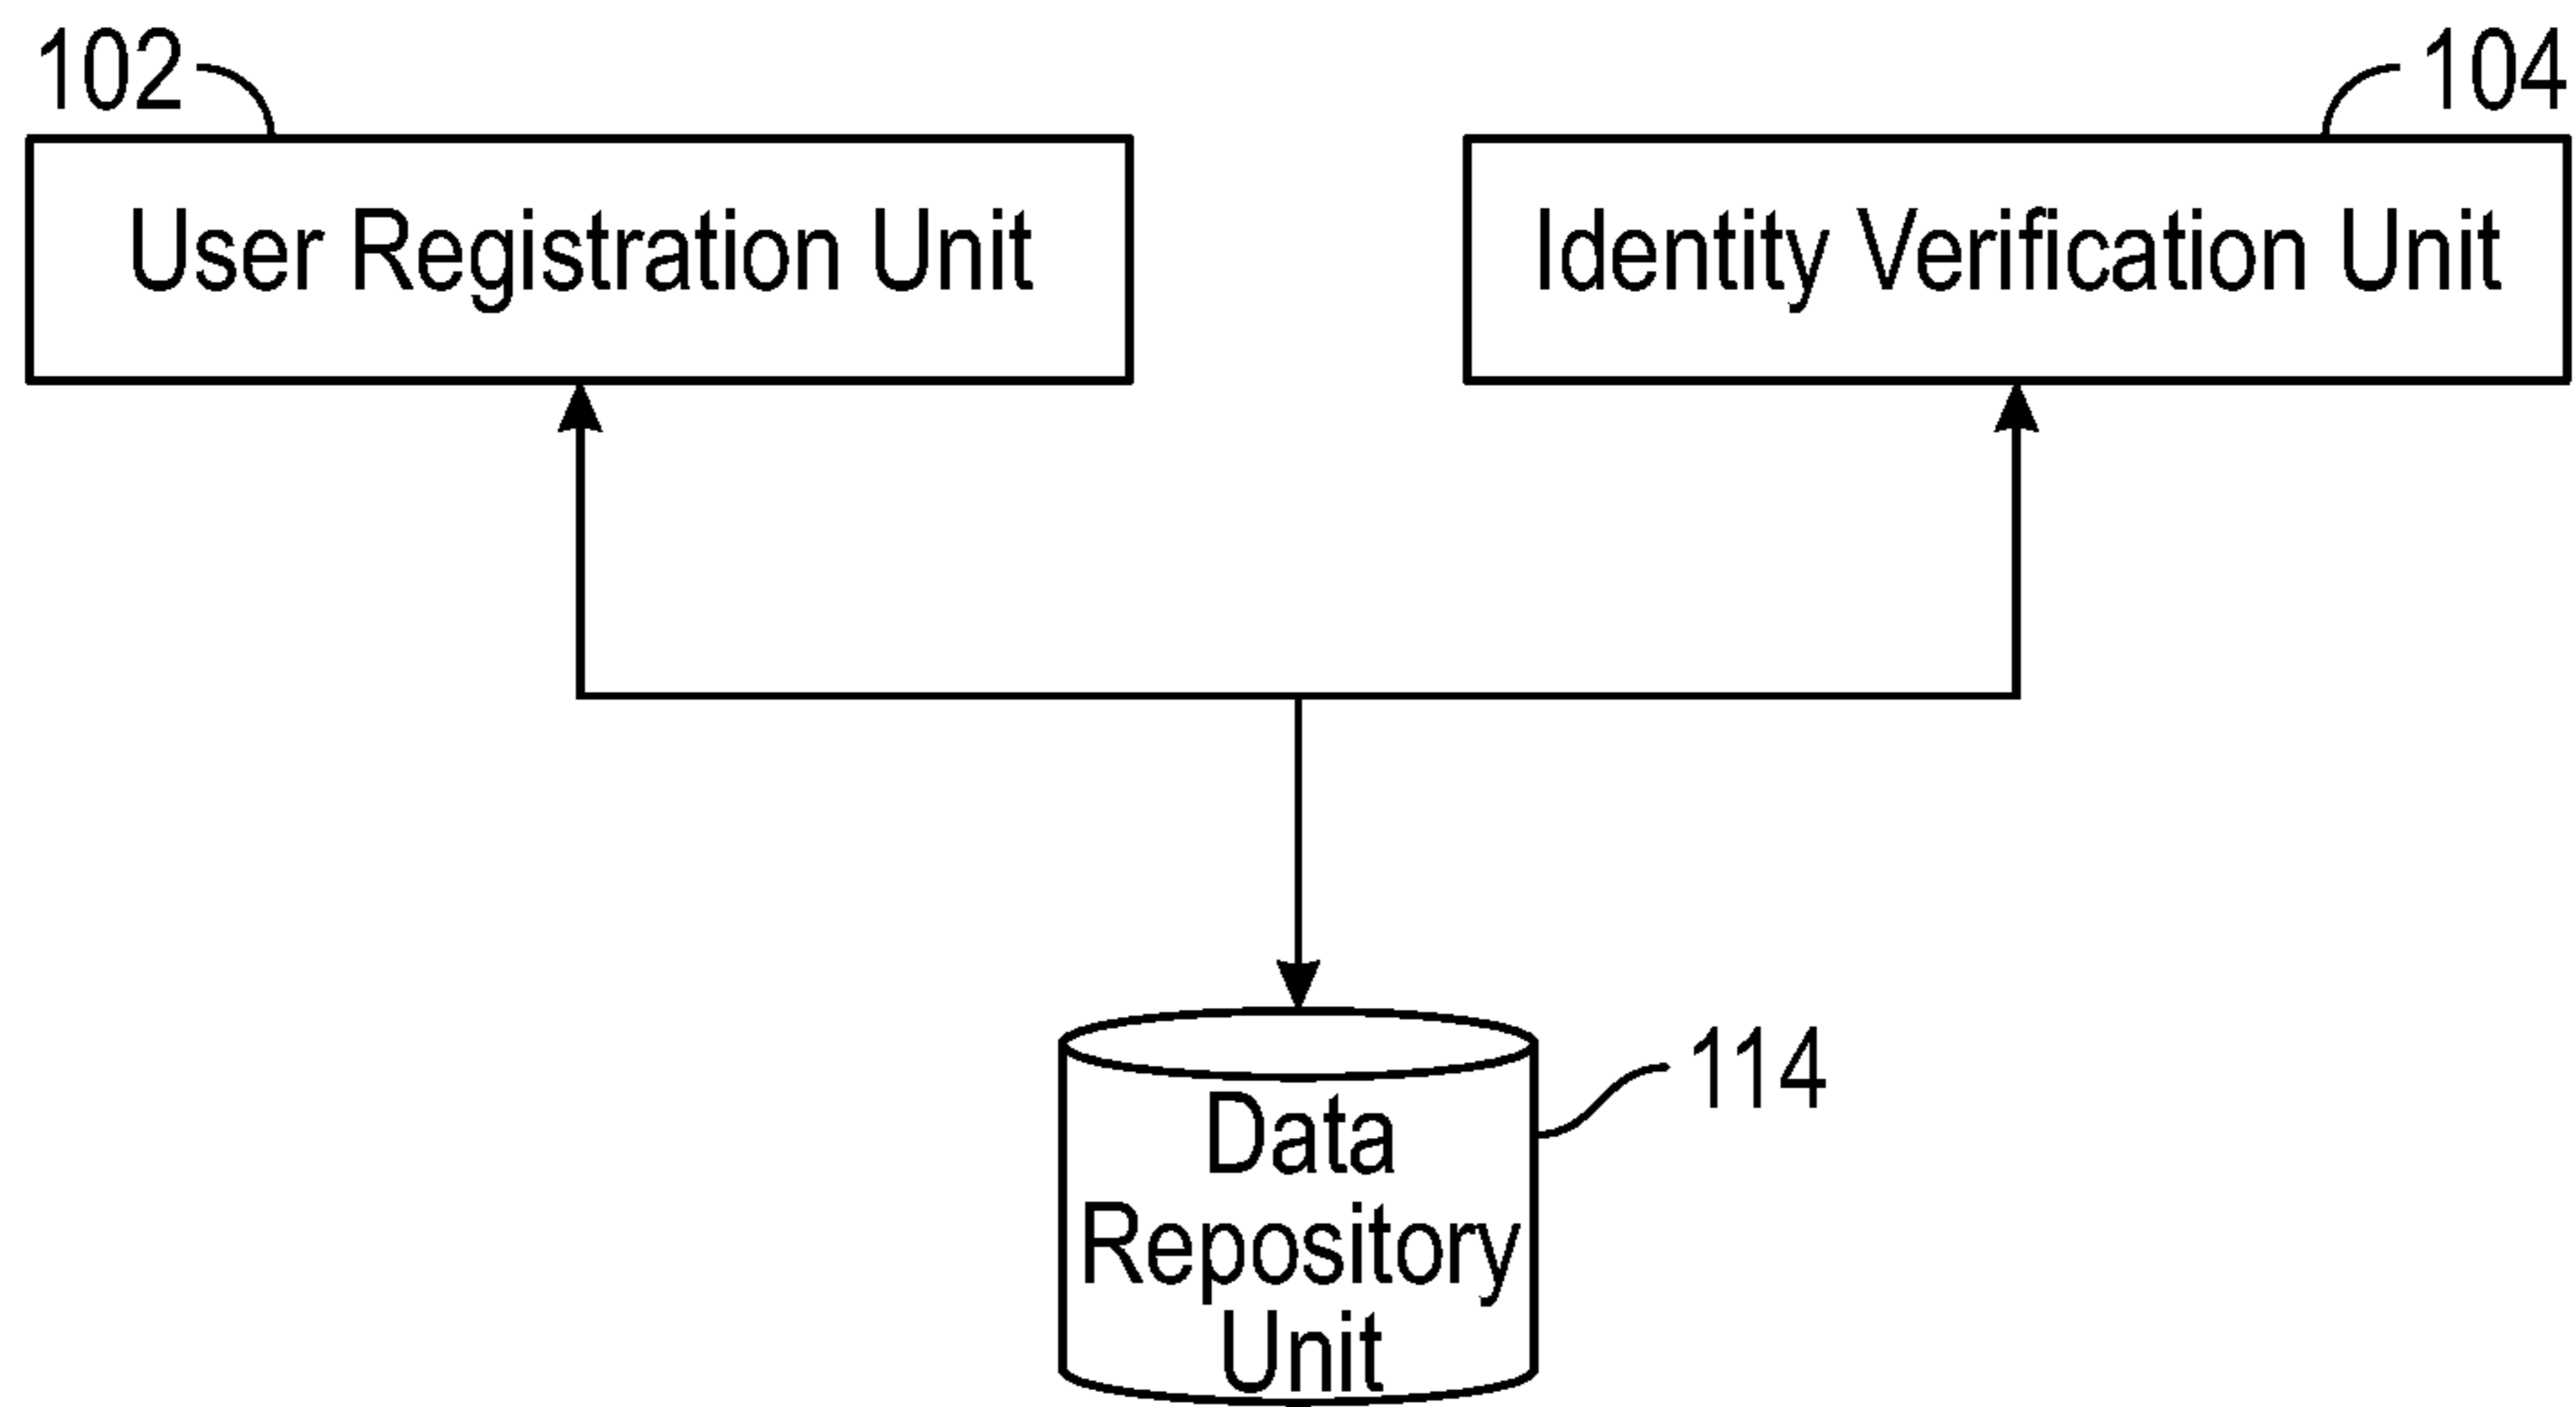 102
104
User Registration Unit
Identity Verification Unit
114
Data
Repository
Unit